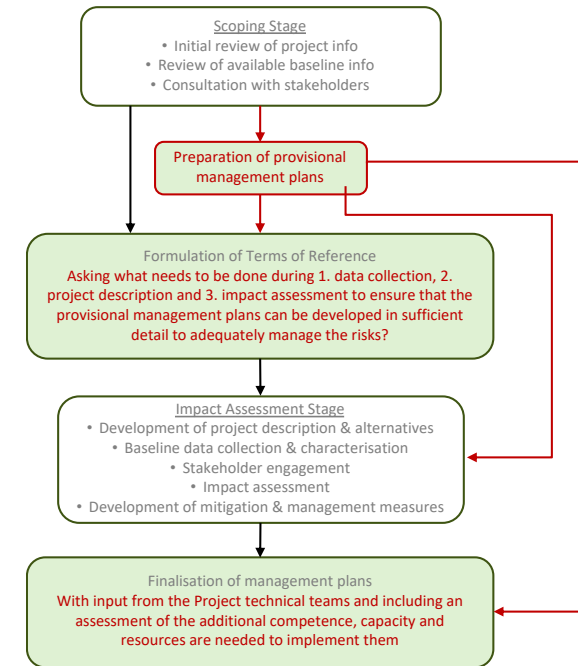 Scoping Stage
• Initial review of project info
• Review of available baseline info
• Consultation with stakeholders
Preparation of provisional
management plans
Formulation of Terms of Reference
Asking what needs to be done during 1. data collection, 2.
project description and 3. impact assessment to ensure that the
provisional management plans can be developed in sufficient
detail to adequately manage the risks?
Impact Assessment Stage
• Development of project description & alternatives
• Baseline data collection & characterisation
• Stakeholder engagement
• Impact assessment
• Development of mitigation & management measures
Finalisation of management plans
With input from the Project technical teams and including an
assessment of the additional competence, capacity and
resources are needed to implement them